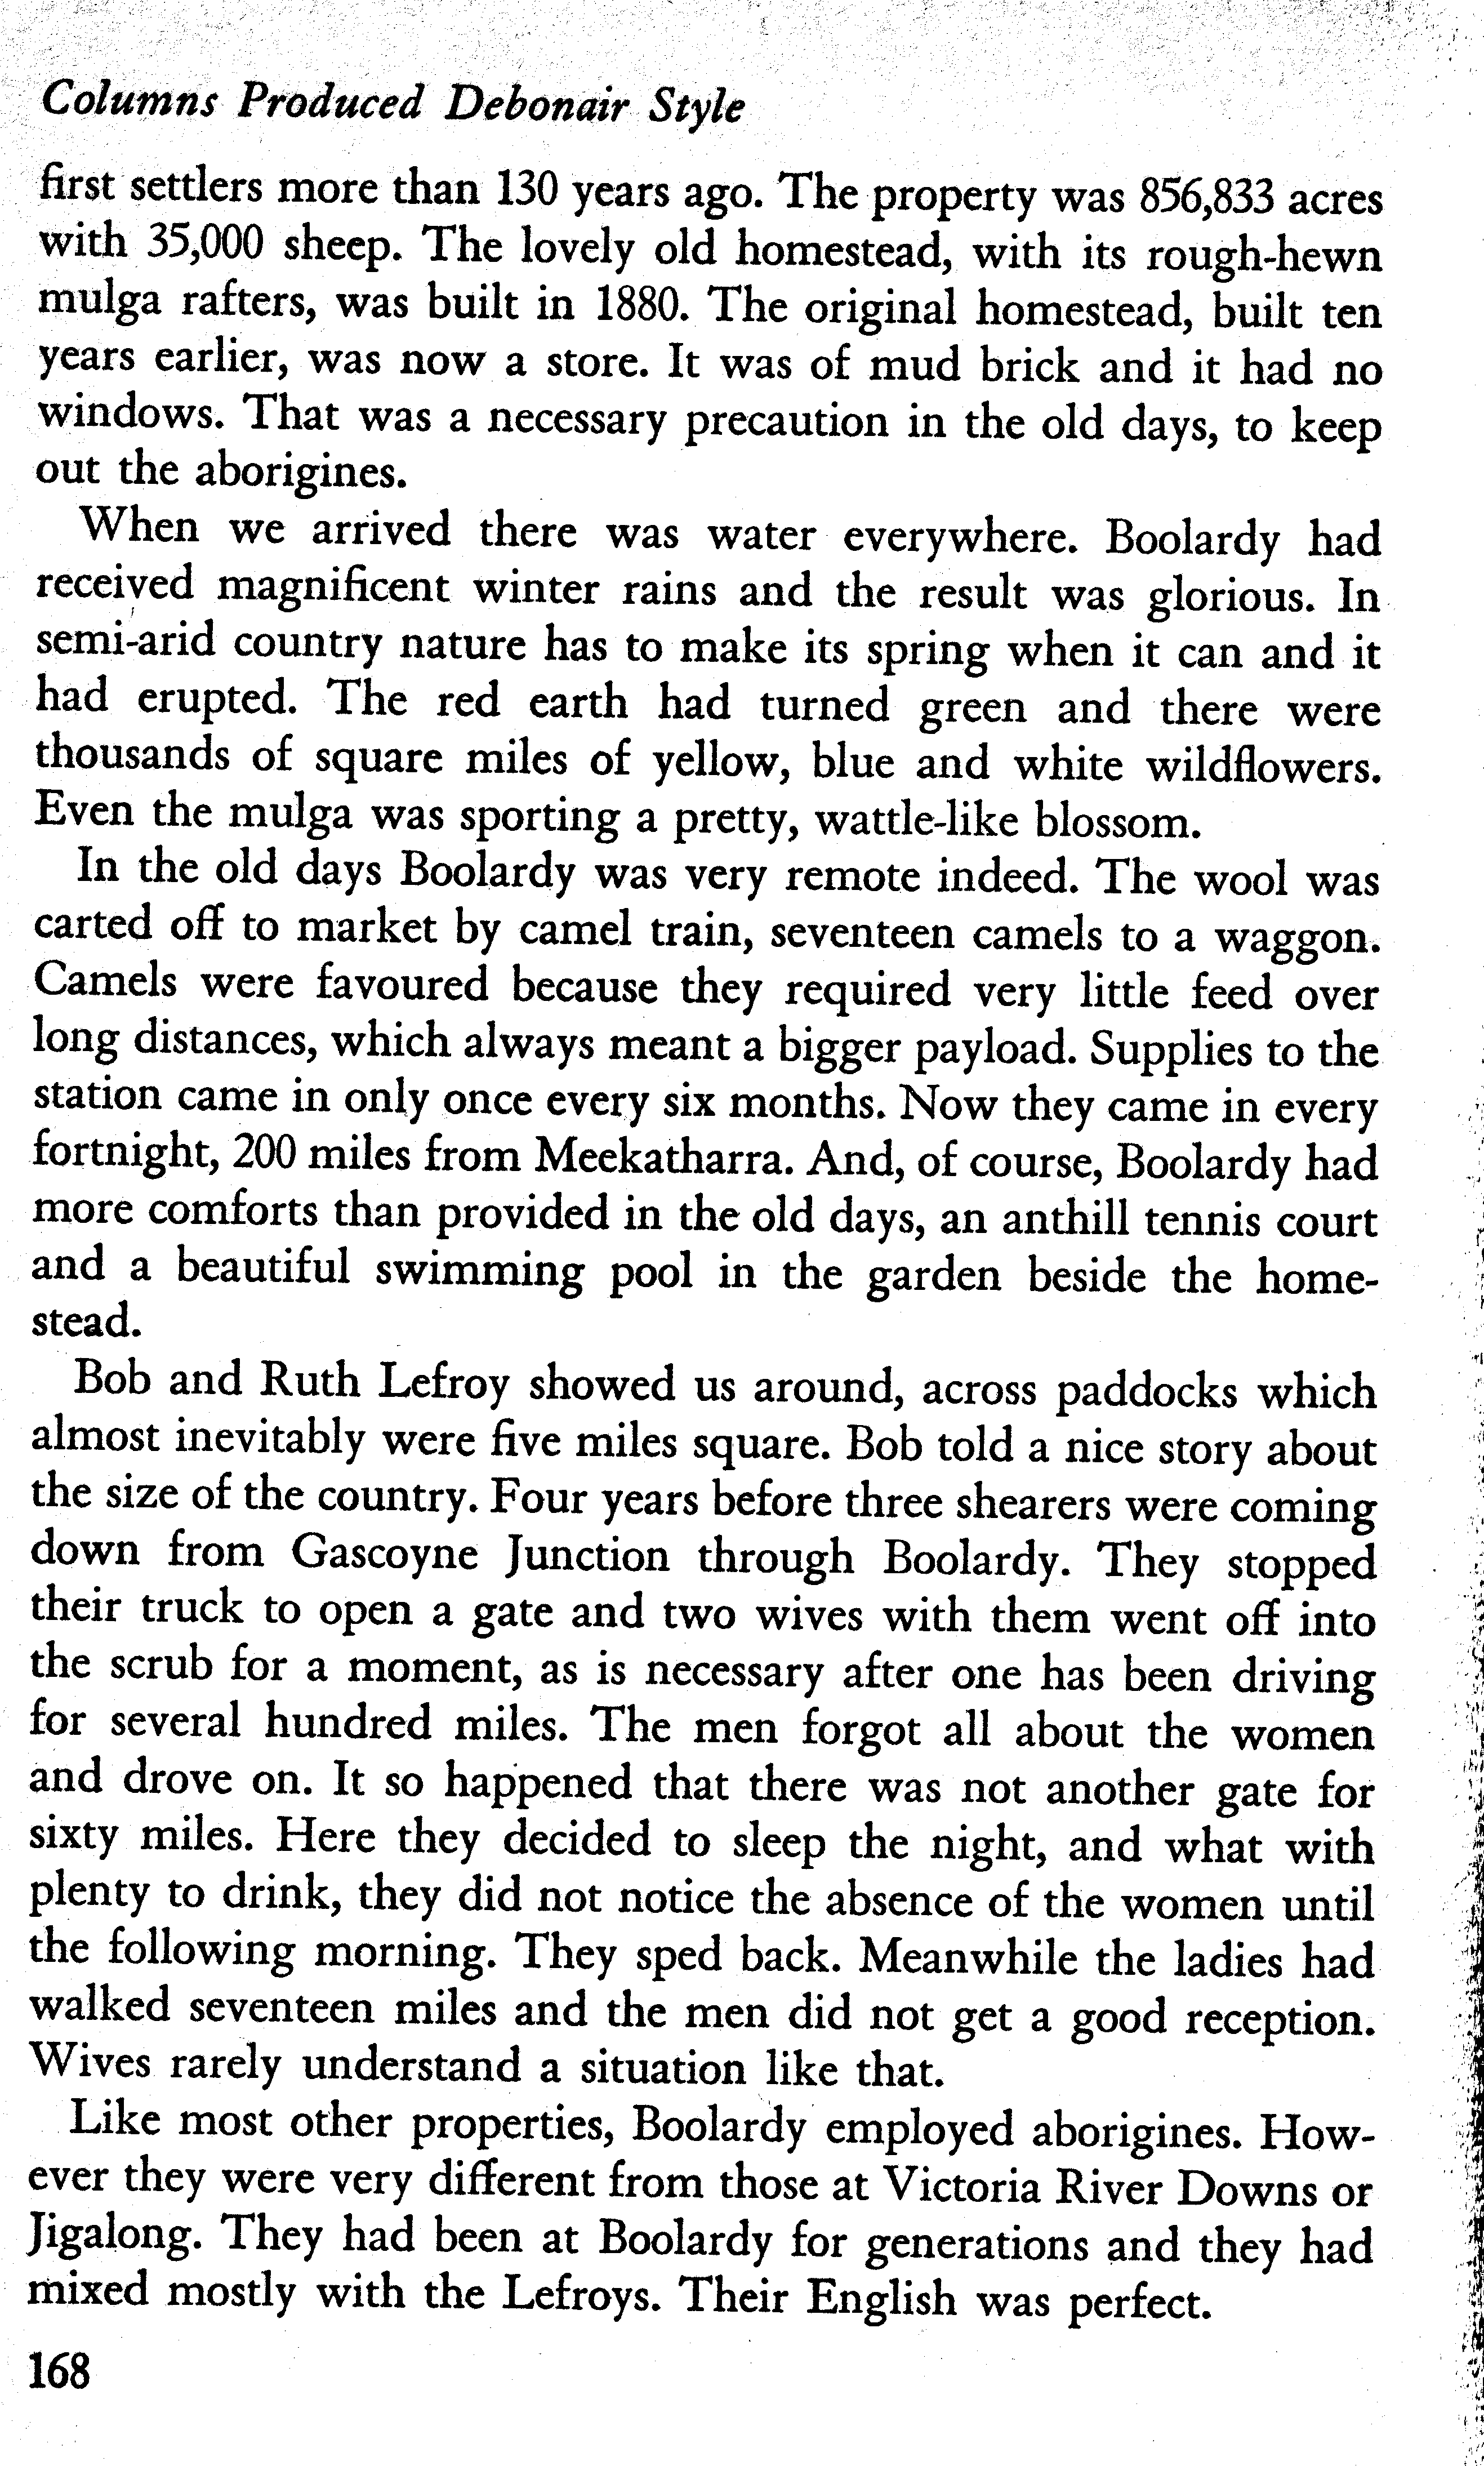 Columns Produced Debonair Style
first settlers more than 130 years ago. The property was 856,833 acres
with 35,000 sheep. The lovely old homestead, with its rough-hewn
mulga rafters, was built in 1880. The original homestead, built ten
years earlier, was now a store. It was of mud brick and it had no
windows. That was a necessary precaution in the old days, to keep
out the aborigines.
When we arrived there was water everywhere. Boolardy had
received magnificent winter rains and the result was glorious. In
semi-arid country nature has to make its spring when it can and it
had erupted. The red earth had turned green and there were
thousands of square miles of yellow, blue and white wildflowers.
Even the mulga was sporting a pretty, wattle-like blossom.
In the old days Boolardy was very remote indeed. The wool was
carted off to market by camel train, seventeen camels to a waggon.
Camels were favoured because they required very little feed over
long distances, which always meant a bigger payload. Supplies to the
station came in only once every six months. Now they came in every
fortnight, 200 miles from Meekatharra. And, of course, Boolardy had
more comforts than provided in the old days, an anthill tennis court
and a beautiful swimming pool in the garden beside the home-
stead.
Bob and Ruth Lefroy showed us around, across paddocks which
almost inevitably were five miles square. Bob told a nice story about
the size of the country. Four years before three shearers were coming
down from Gascoyne Junction through Boolardy. They stopped
their truck to open a gate and two wives with them went off into
the scrub for a moment, as is necessary after one has been driving
for several hundred miles. The men forgot all about the women
and drove on. It so happened that there was not another gate for
sixty miles. Here they decided to sleep the night, and what with
plenty to drink, they did not notice the absence of the women until
the following morning. They sped back. Meanwhile the ladies had
walked seventeen miles and the men did not get a good reception.
Wives rarely understand a situation like that.
Like most other properties, Boolardy employed aborigines. How-
ever they were very different from those at Victoria River Downs or
Jigalong. They had been at Boolardy for generations and they had
mixed mostly with the Lefroys. Their English was perfect.
168